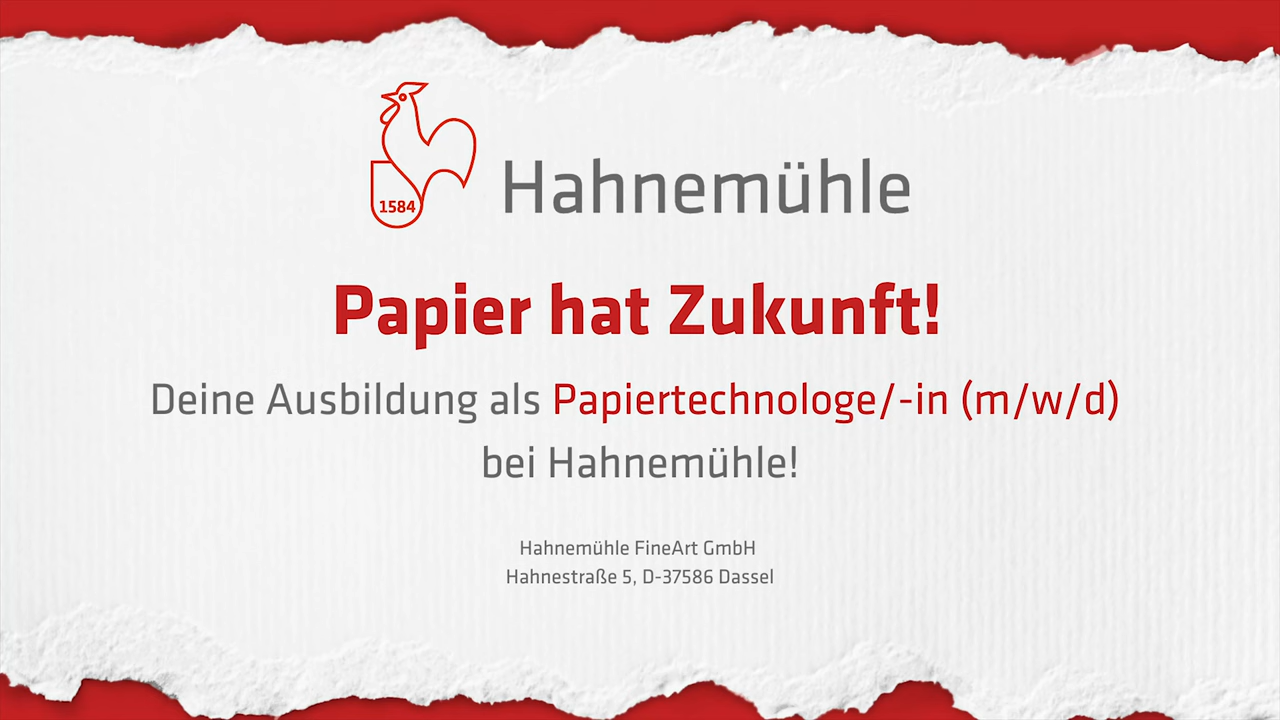 1584
Hahnemühle
Papier hat Zukunft!
Deine Ausbildung als Papiertechnologe/-in (m/w/d)
bei Hahnemühle!
Hahnemühle FineArt GmbH
Hahnestraße 5, D-37586 Dassel